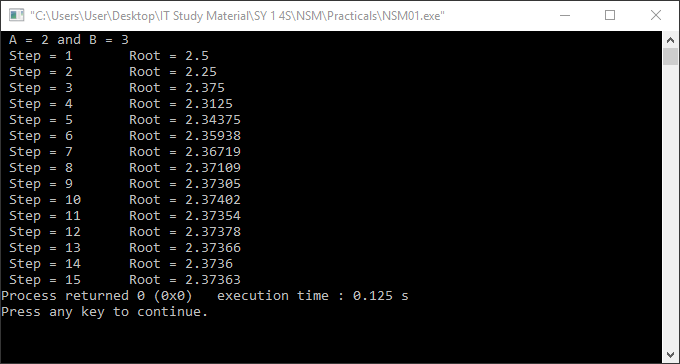 "C:\Users\User\Desktop\IT Study Material\SY 1 4S\NSM\Practicals\NSM01.exe"
A = 2 and B = 3
Step = 1 Root = 2.5
Step = 2 Root = 2.25
Step = 3 Root = 2.375
Step = 4 Root = 2.3125
Step = 5 Root = 2.34375
Step = 6 Root = 2.35938
Step = 7 Root = 2.36719
Step = 8 Root = 2.37109
Step = 9 Root = 2.37305
Step = 10 Root = 2.37402
Step = 11 Root = 2.37354
Step = 12 Root = 2.37378
Step = 13 Root = 2.37366
Step = 14 Root = 2.3736
Step = 15 Root = 2.37363
Process returned 0 (0x0) execution time : 0.125 s
Press any key to continue.